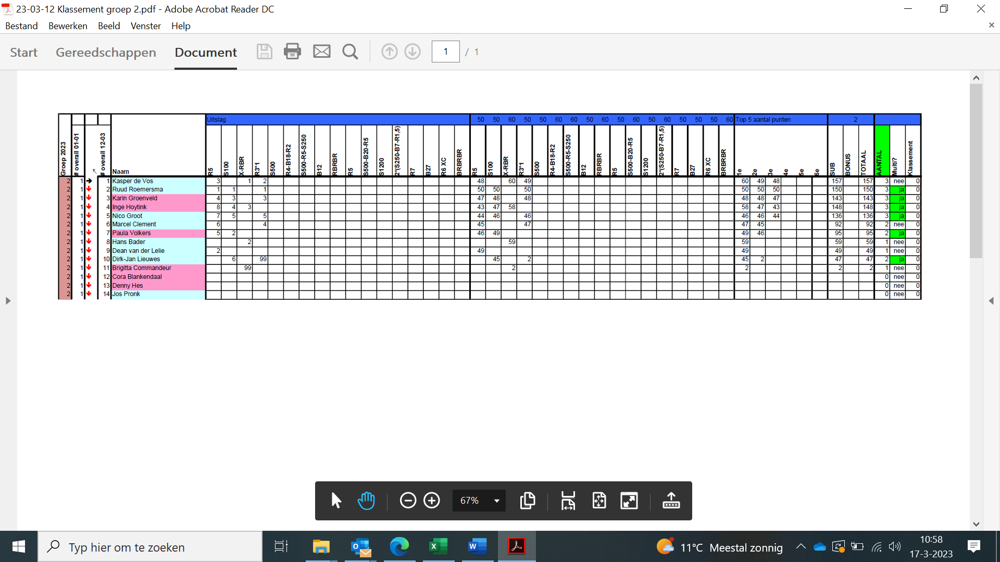 23-03-12 Klassement groep 2.pdf - Adobe Acrobat Reader DC
Bestand Bewerken Beeld Venster Help
Start Gereedschappen Document 1 / 1
Uitslag 50 50 60 50 50 60 60 50 60 50 60 50 60 50 50 50 60 Top 5 aantal punten 2
Groep 2023 # overall 01-01 # overall 12-03 Naam R5 S100 X-RBR R3*1 S500 R4-B18-R2 S500-R5-S250 B12 RBRBR R5 S500-B20-R5 S1200 2*(S250-B7-R1,5) R7 B27 R6 XC BRBRBR R5 S100 X-RBR R3*1 S500 R4-B18-R2 S500-R5-S250 B12 RBRBR R5 S500-B20-R5 S1200 2*(S250-B7-R1,5) R7 B27 R6 XC BRBRBR 1e 2e 3e 4e 5e 6e SUB BONUS TOTAAL AANTAL Multi? Klassement
2 1 1 Kasper de Vos 3 1 2 48 60 49 60 49 48 157 157 3 nee 0
2 1 2 Ruud Roemersma 1 1 1 50 50 50 50 50 50 150 150 3 ja 0
2 1 3 Karin Groenveld 4 3 3 47 48 48 48 48 47 143 143 3 ja 0
2 1 4 Inge Hoytink 8 4 3 43 47 58 58 47 43 148 148 3 ja 0
2 1 5 Nico Groot 7 5 5 44 46 46 46 46 44 136 136 3 ja 0
2 1 6 Marcel Clement 6 4 45 47 47 45 92 92 2 nee 0
2 1 7 Paula Volkers 5 2 46 49 49 46 95 95 2 ja 0
2 1 8 Hans Bader 2 59 59 59 59 1 nee 0
2 1 9 Dean van der Lelie 2 49 49 49 49 1 nee 0
2 1 10 Dirk-Jan Lieuwes 6 99 45 2 45 2 47 47 2 ja 0
2 1 11 Brigitta Commandeur 99 2 2 2 2 1 nee 0
2 1 12 Cora Blankendaal 0 nee 0
2 1 13 Denny Hes 0 nee 0
2 1 14 Jos Pronk 0 nee 0
67%
Typ hier om te zoeken 11°C Meestal zonnig 10:58
17-3-2023